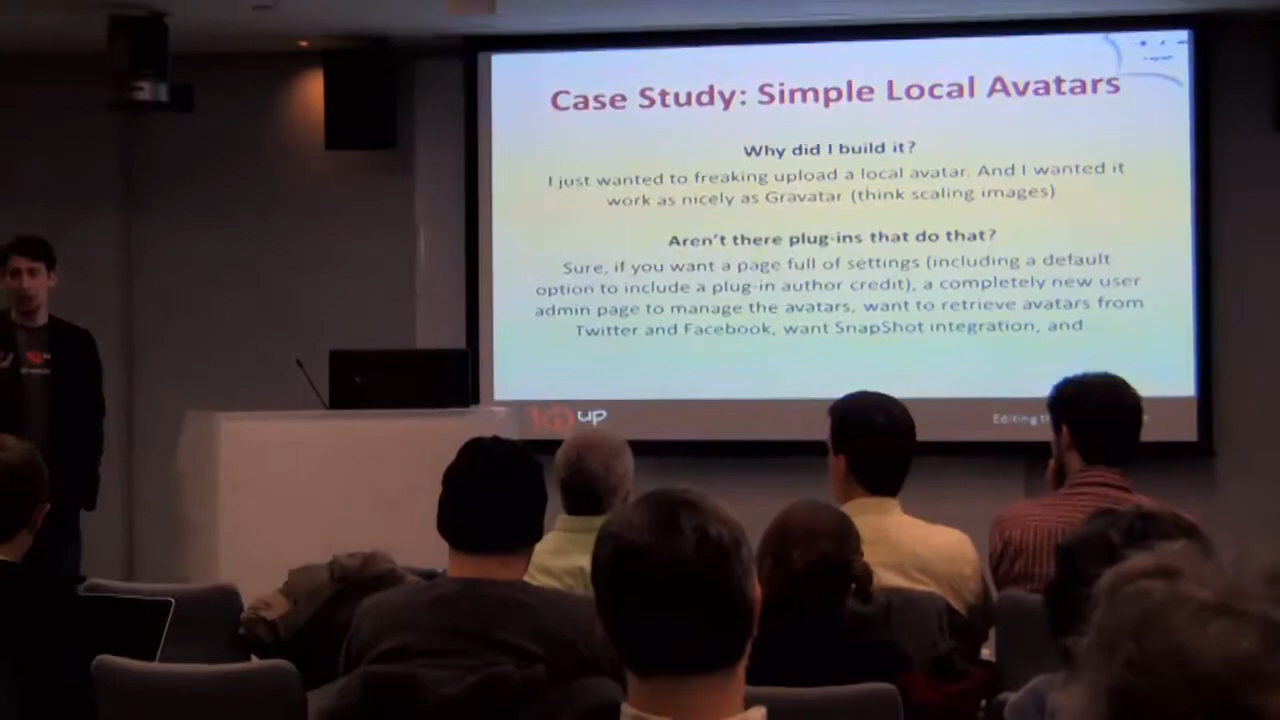 Case Study: Simple Local Avatars
Why did I build it?
I just wanted to freaking upload a local avatar. And I wanted it
work as nicely as Gravatar (think scaling images)
Aren't there plug-ins that do that?
Sure, if you want a page full of settings (including a default
option to include a plug-in author credit), a completely new user
admin page to manage the avatars, want to retrieve avatars from
Twitter and Facebook, want SnapShot integration, and
10up
Editing